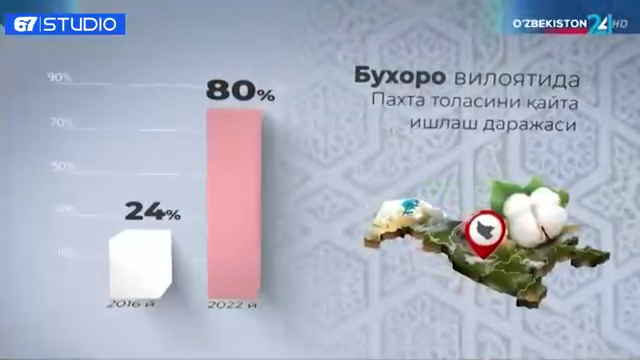 67 STUDIO
O'ZBEKISTON 24 HD
Бухоро вилоятида
Пахта толасини қайта
ишлаш даражаси
90%
70%
50%
80%
24%
2016 й.
2022 й.